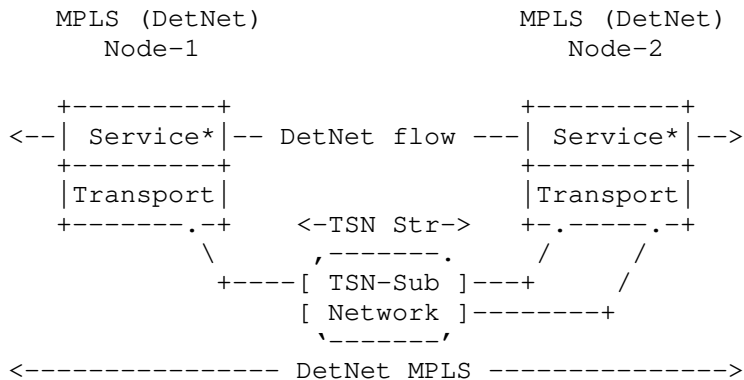 MPLS (DetNet)                 MPLS (DetNet)
Node-1                        Node-2
+---------+                   +---------+
<--| Service*|-- DetNet flow ---| Service*|-->
+---------+                   +---------+
|Transport|                   |Transport|
+-------.-+    <-TSN Str->   +-.-----.-+
\      ,-------.     /     /
+----[ TSN-Sub ]---+     /
[ Network ]--------+
`-------'
<---------------- DetNet MPLS --------------->